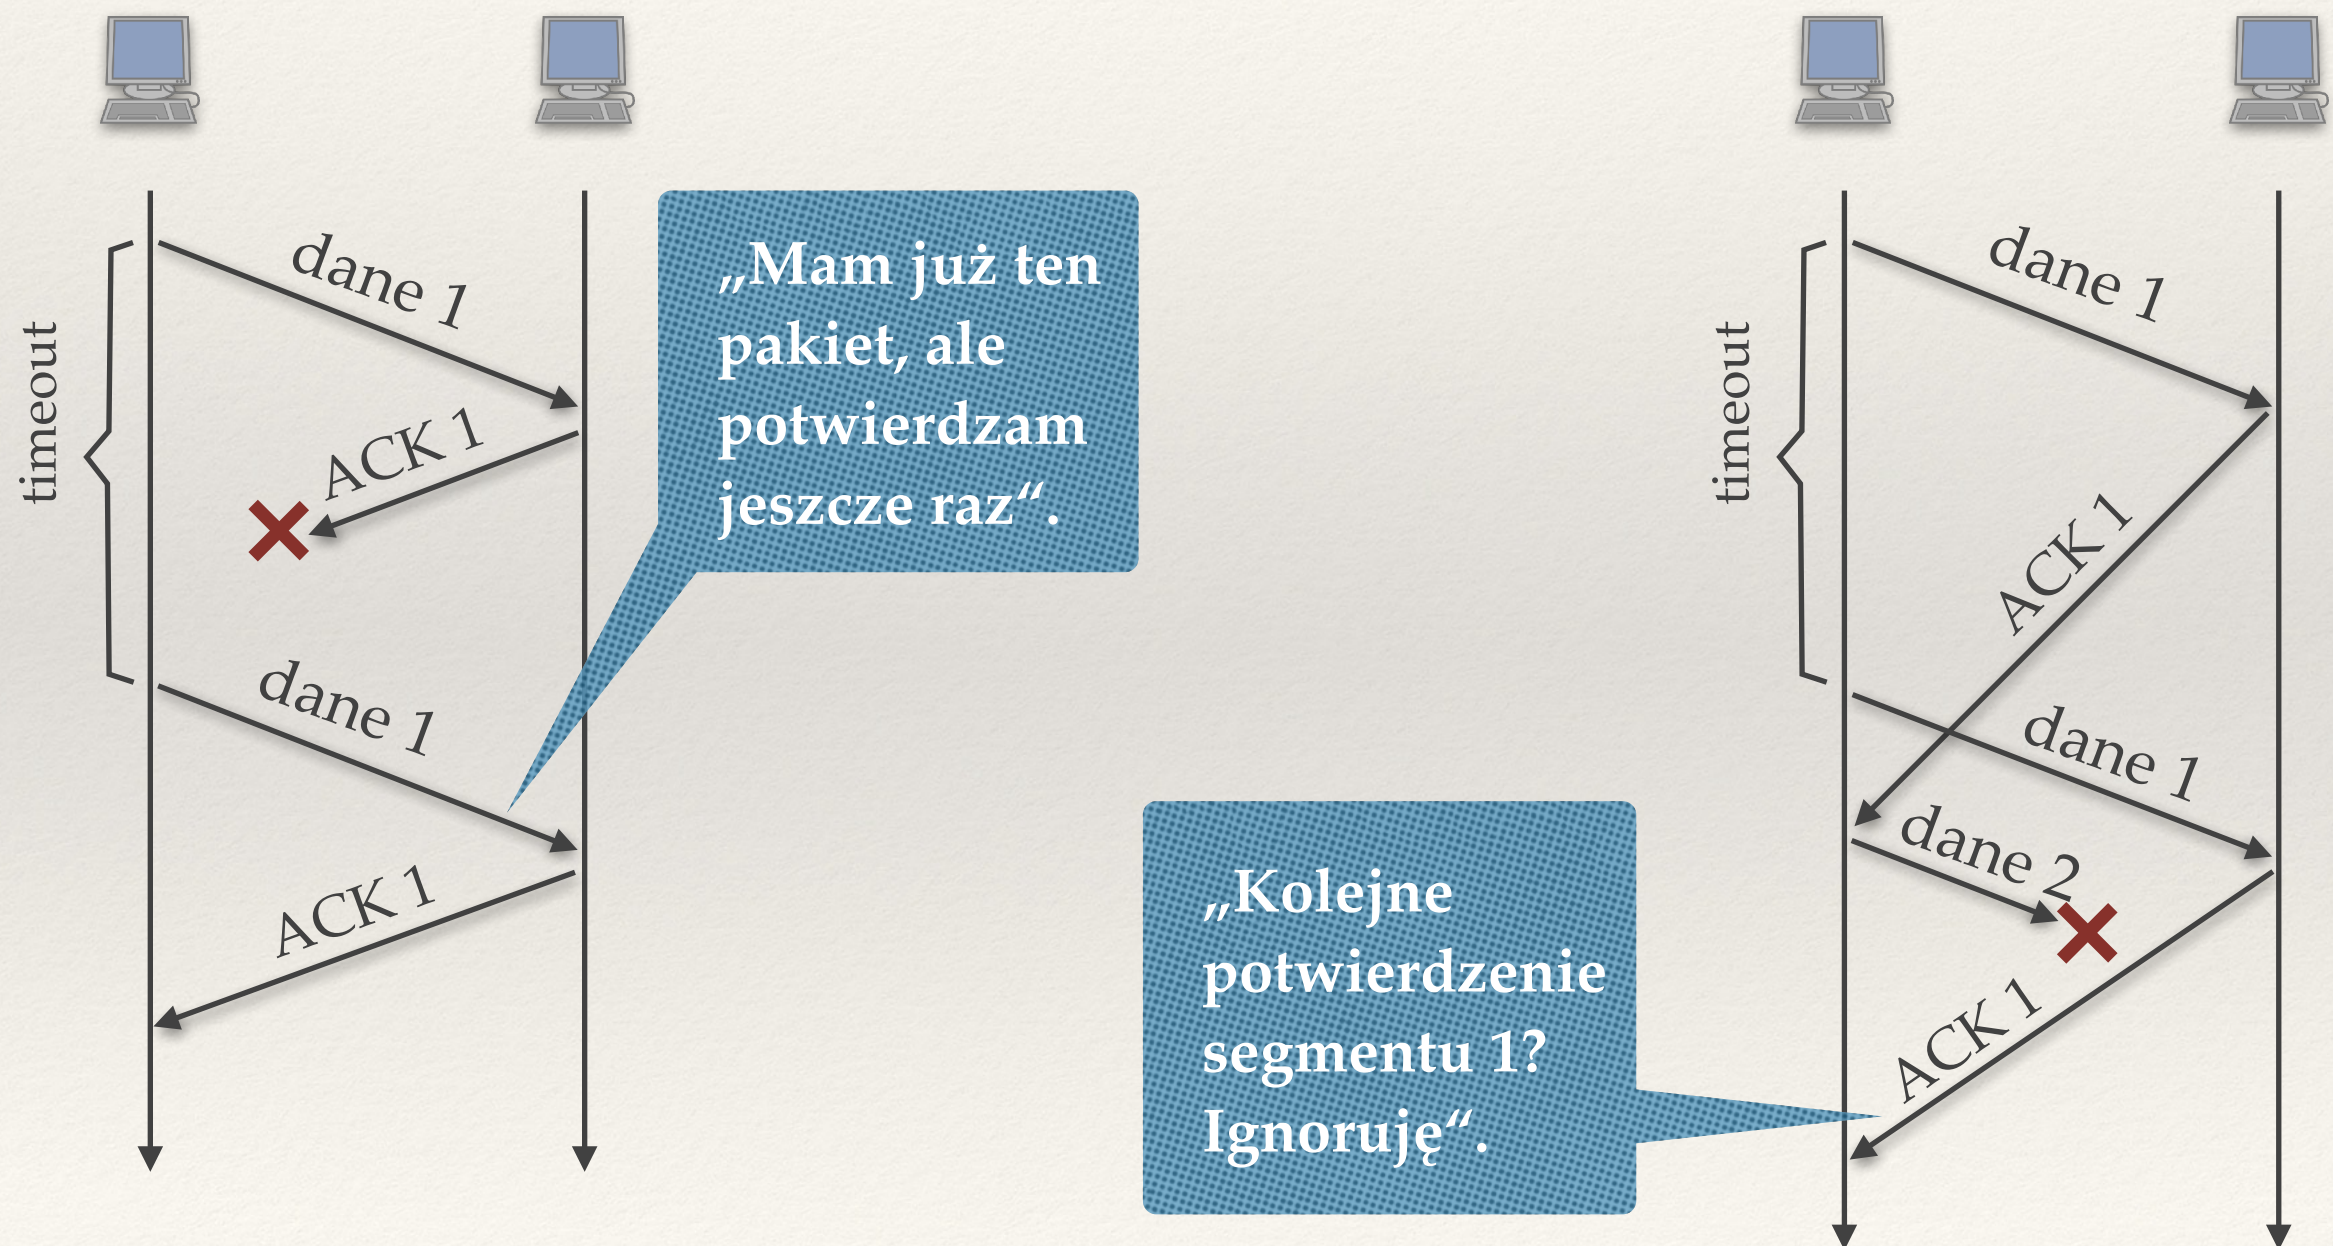 timeout
dane 1
ACK 1
dane 1
ACK 1
„Mam już ten
pakiet, ale
potwierdzam
jeszcze raz“.
timeout
dane 1
ACK 1
dane 1
dane 2
ACK 1
„Kolejne
potwierdzenie
segmentu 1?
Ignoruję“.